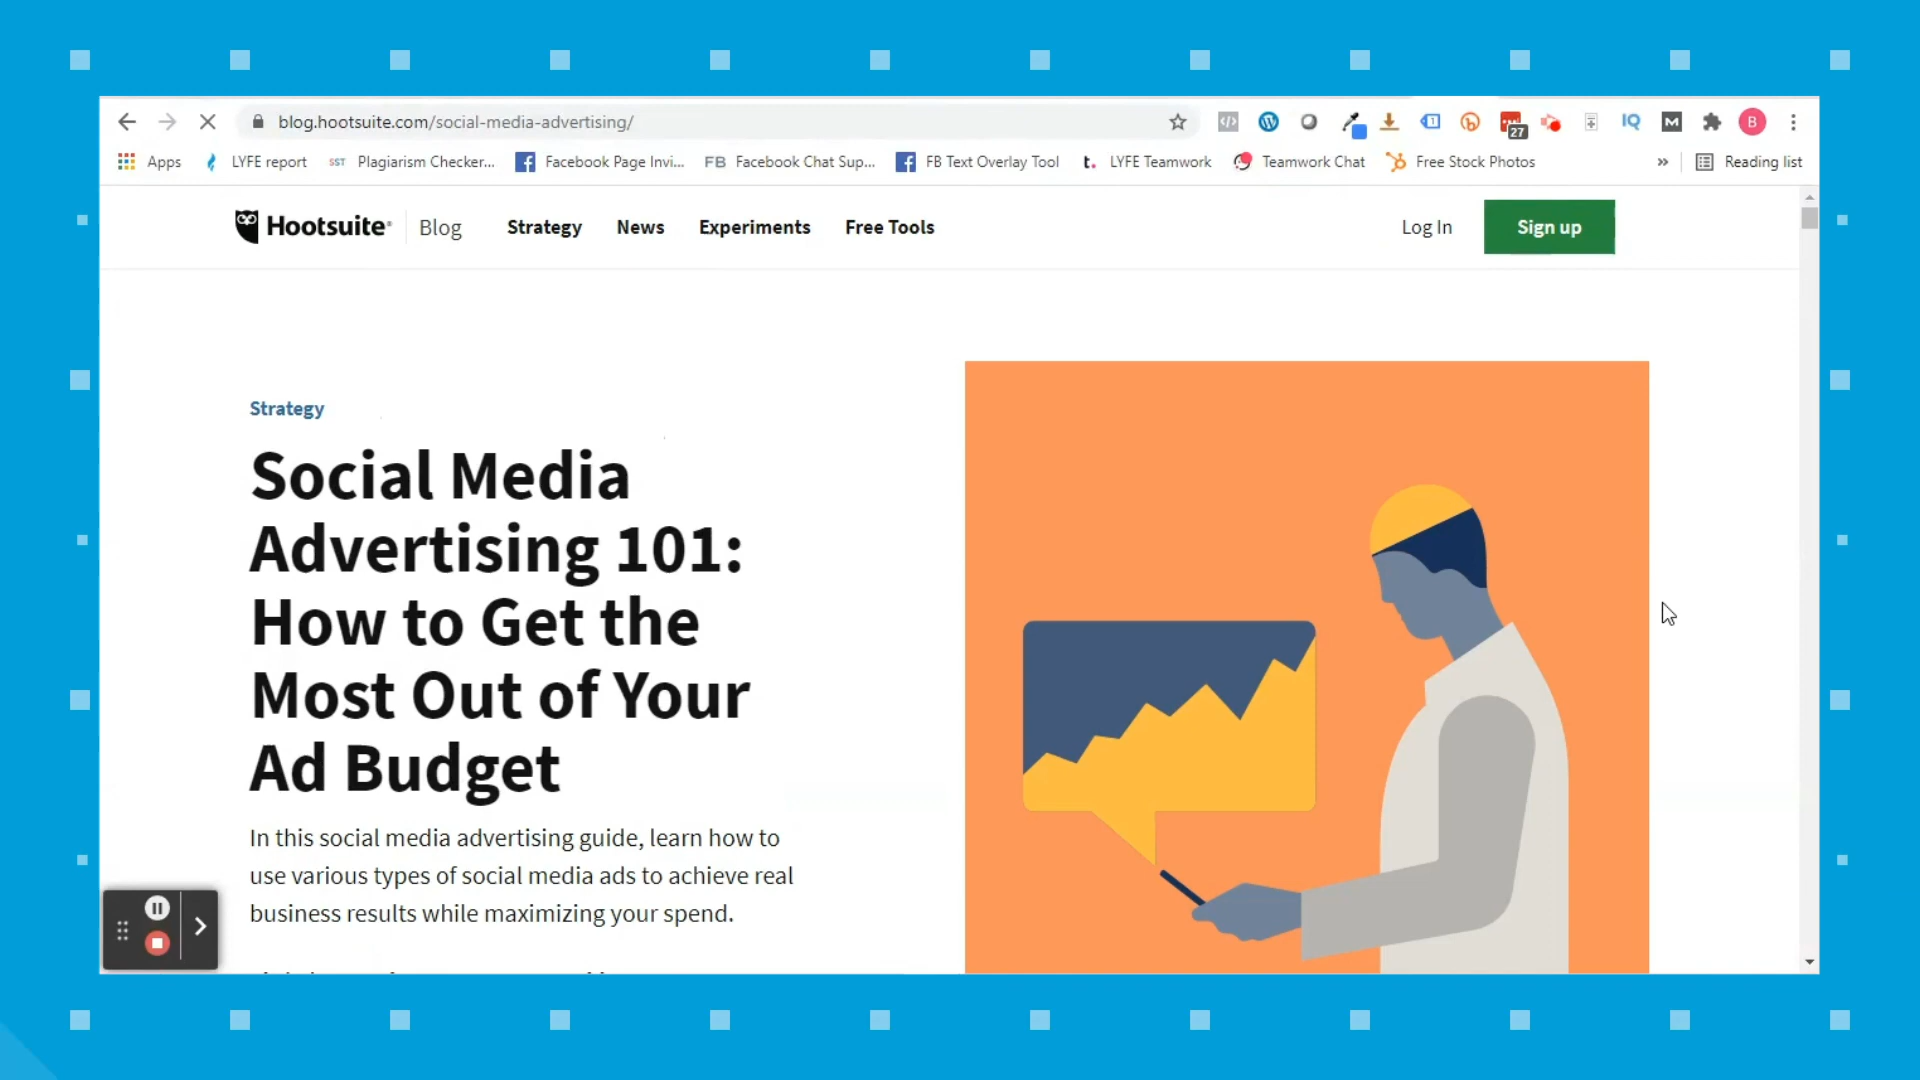 blog.hootsuite.com/social-media-advertising/
27
IQ
M
B
Apps
LYFE report
SST Plagiarism Checker...
Facebook Page Invi...
FB Facebook Chat Sup...
FB Text Overlay Tool
t. LYFE Teamwork
Teamwork Chat
Free Stock Photos
»
Reading list
Hootsuite®
Blog
Strategy
News
Experiments
Free Tools
Log In
Sign up
Strategy
Social Media
Advertising 101:
How to Get the
Most Out of Your
Ad Budget
In this social media advertising guide, learn how to
use various types of social media ads to achieve real
business results while maximizing your spend.